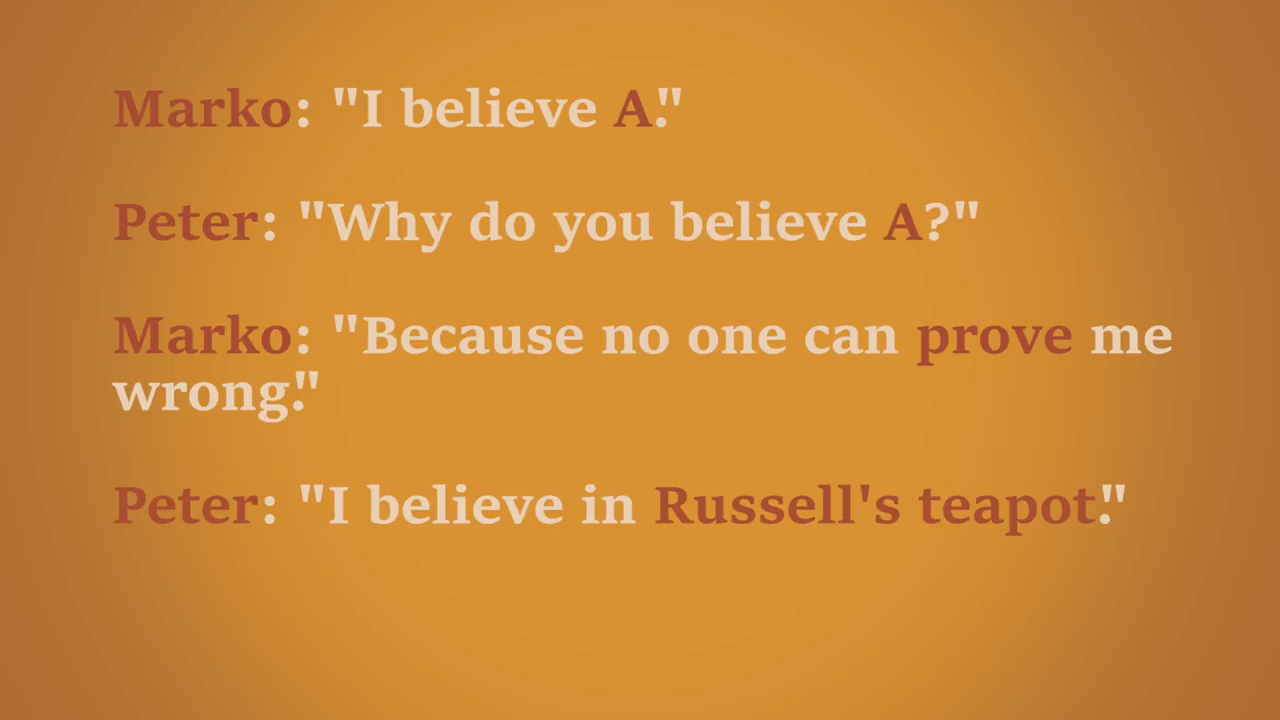 Marko: "I believe A."
Peter: "Why do you believe A?"
Marko: "Because no one can prove me
wrong."
Peter: "I believe in Russell's teapot."